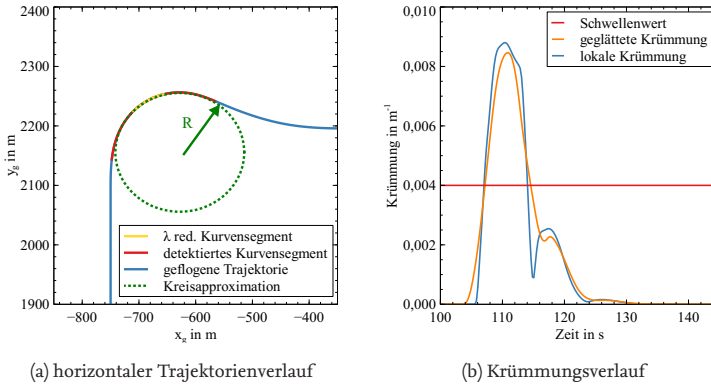 2400
2300
2200
2100
2000
1900
y_g in m
−800
−700
−600
−500
−400
x_g in m
R
λ red. Kurvensegment
detektiertes Kurvensegment
geflogene Trajektorie
Kreisapproximation
(a) horizontaler Trajektorienverlauf
0,010
0,008
0,006
0,004
0,002
0,000
Krümmung in m⁻¹
100
110
120
130
140
Zeit in s
Schwellenwert
geglättete Krümmung
lokale Krümmung
(b) Krümmungsverlauf